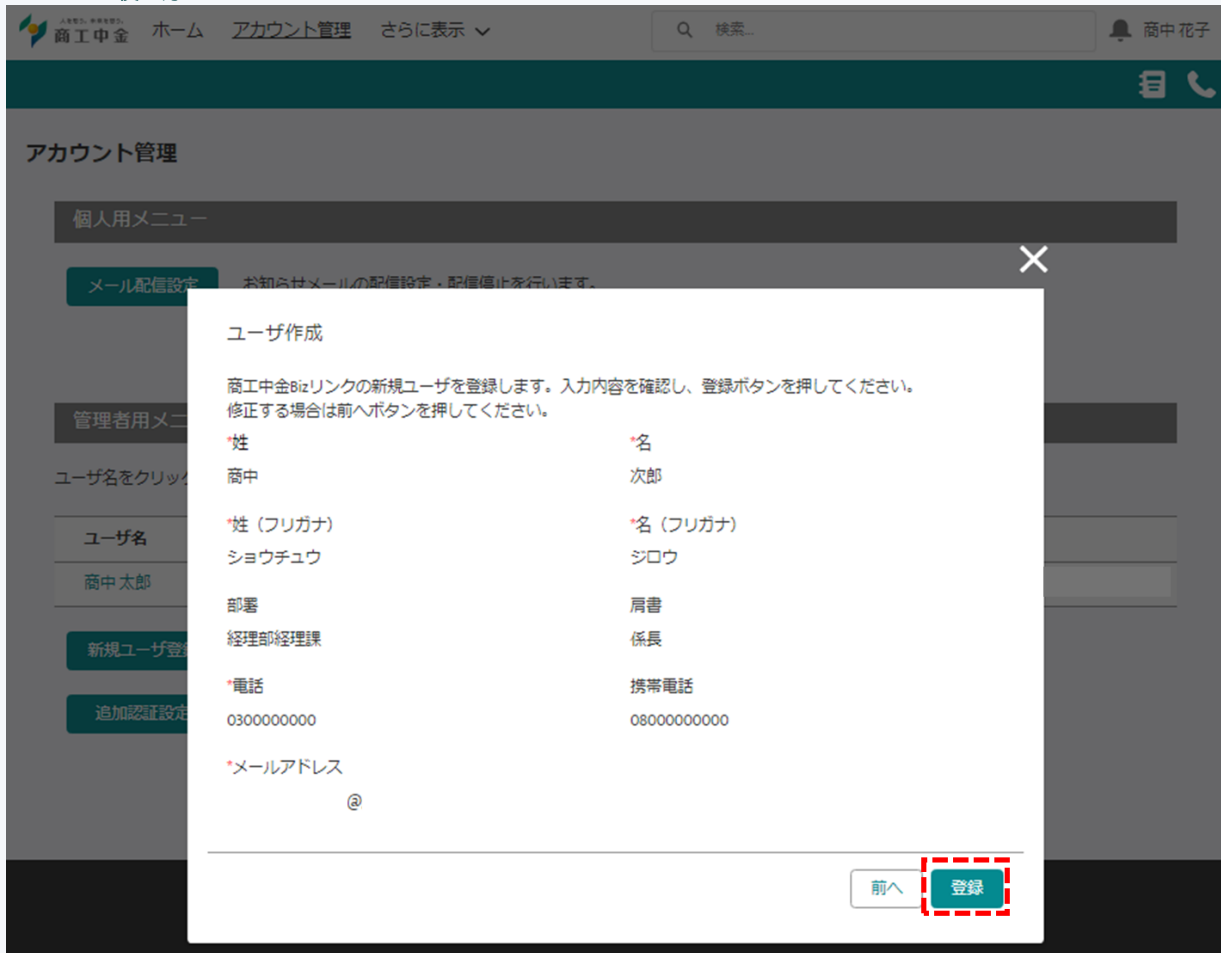 人を思う。未来を想う。
商工中金 ホーム アカウント管理 さらに表示 検索... 商中 花子
アカウント管理
個人用メニュー
メール配信設定 お知らせメールの配信設定・配信停止を行います。
ユーザ作成
商工中金Bizリンクの新規ユーザを登録します。入力内容を確認し、登録ボタンを押してください。
修正する場合は前へボタンを押してください。
*姓 *名
商中 次郎
*姓（フリガナ） *名（フリガナ）
ショウチュウ ジロウ
部署 肩書
経理部経理課 係長
*電話 携帯電話
0300000000 08000000000
*メールアドレス
@
前へ 登録
管理者用メニ
ユーザ名をクリッ
ユーザ名
商中 太郎
新規ユーザ登
追加認証設定